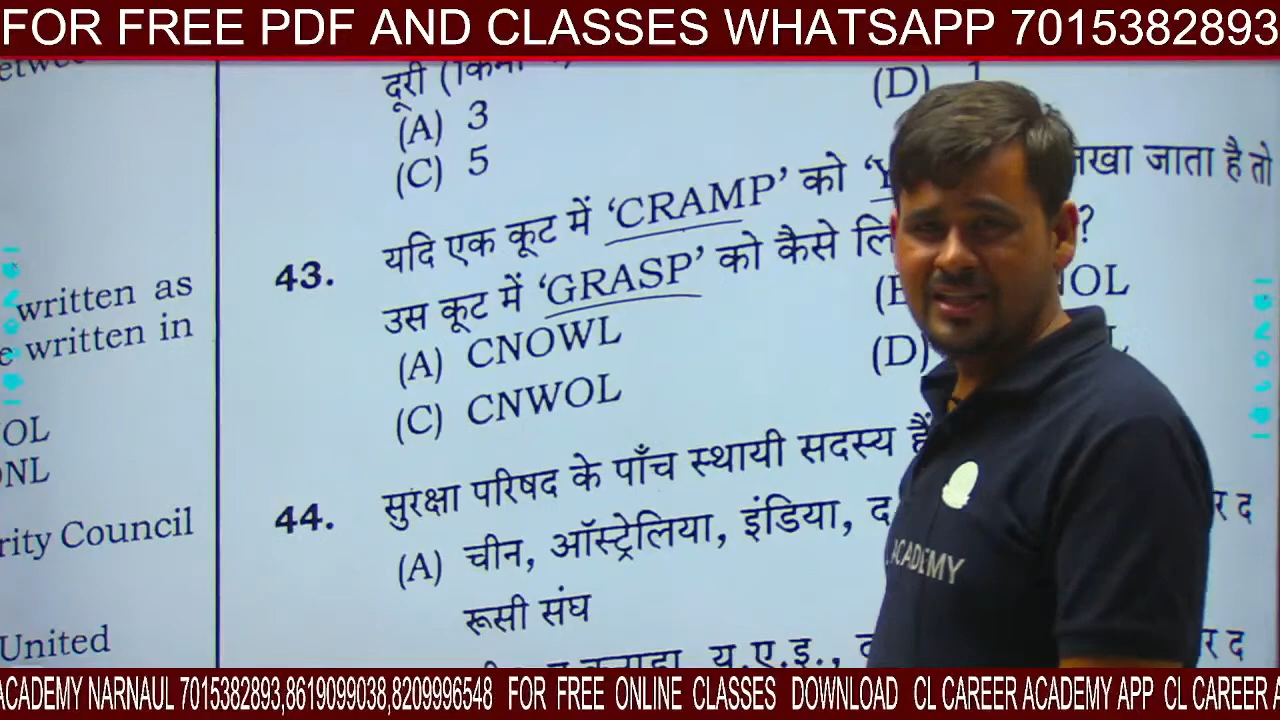 FOR FREE PDF AND CLASSES WHATSAPP 7015382893
दूरी
(D) 1
(A) 3
(C) 5
43. यदि एक कूट में 'CRAMP' को जाता है तो
written as
उस कूट में 'GRASP' को कैसे ?
written in
(A) CNOWL
OL
(D)
(C) CNWOL
OL
NL
44. सुरक्षा परिषद के पाँच स्थायी सदस्य हैं
rity Council
(A) चीन, ऑस्ट्रेलिया, इंडिया, द
र द
रूसी संघ
United
य.ए.इ.,
र द
ACADEMY
ACADEMY NARNAUL 7015382893,8619099038,8209996548 FOR FREE ONLINE CLASSES DOWNLOAD CL CAREER ACADEMY APP CL CAREER A